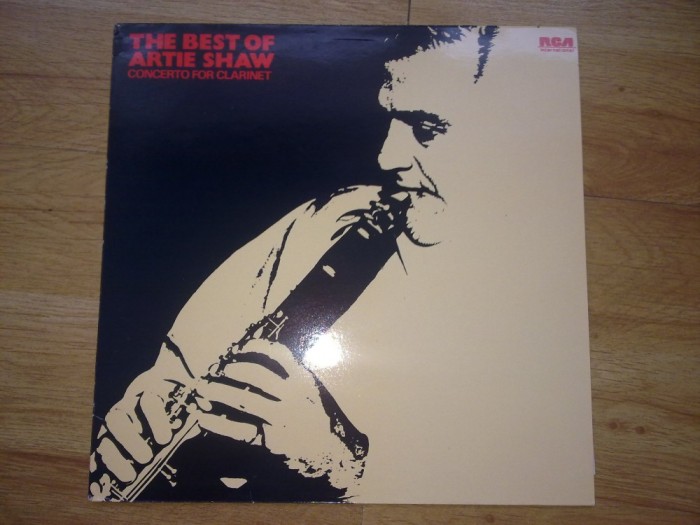 THE BEST OF
ARTIE SHAW
CONCERTO FOR CLARINET
RCA